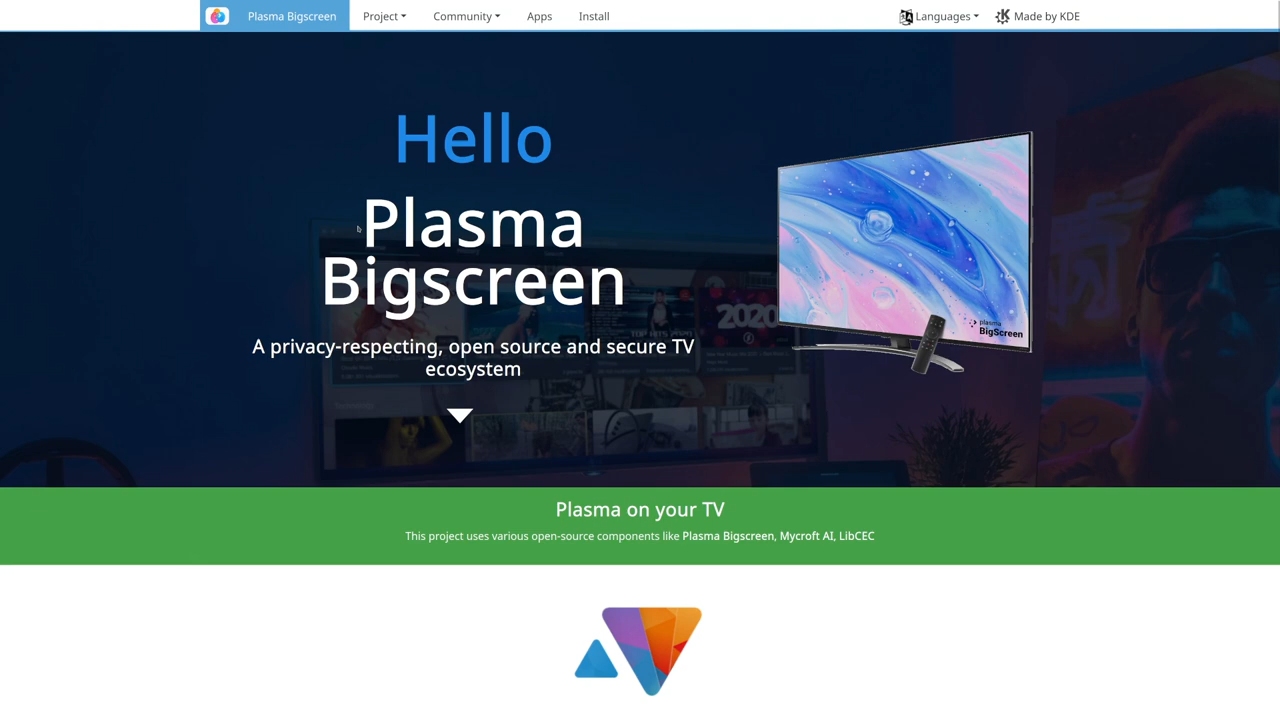 Plasma Bigscreen
Project
Community
Apps
Install
Languages
Made by KDE
Hello
Plasma
Bigscreen
A privacy-respecting, open source and secure TV
ecosystem
plasma
BigScreen
2020
Plasma on your TV
This project uses various open-source components like Plasma Bigscreen, Mycroft AI, LibCEC